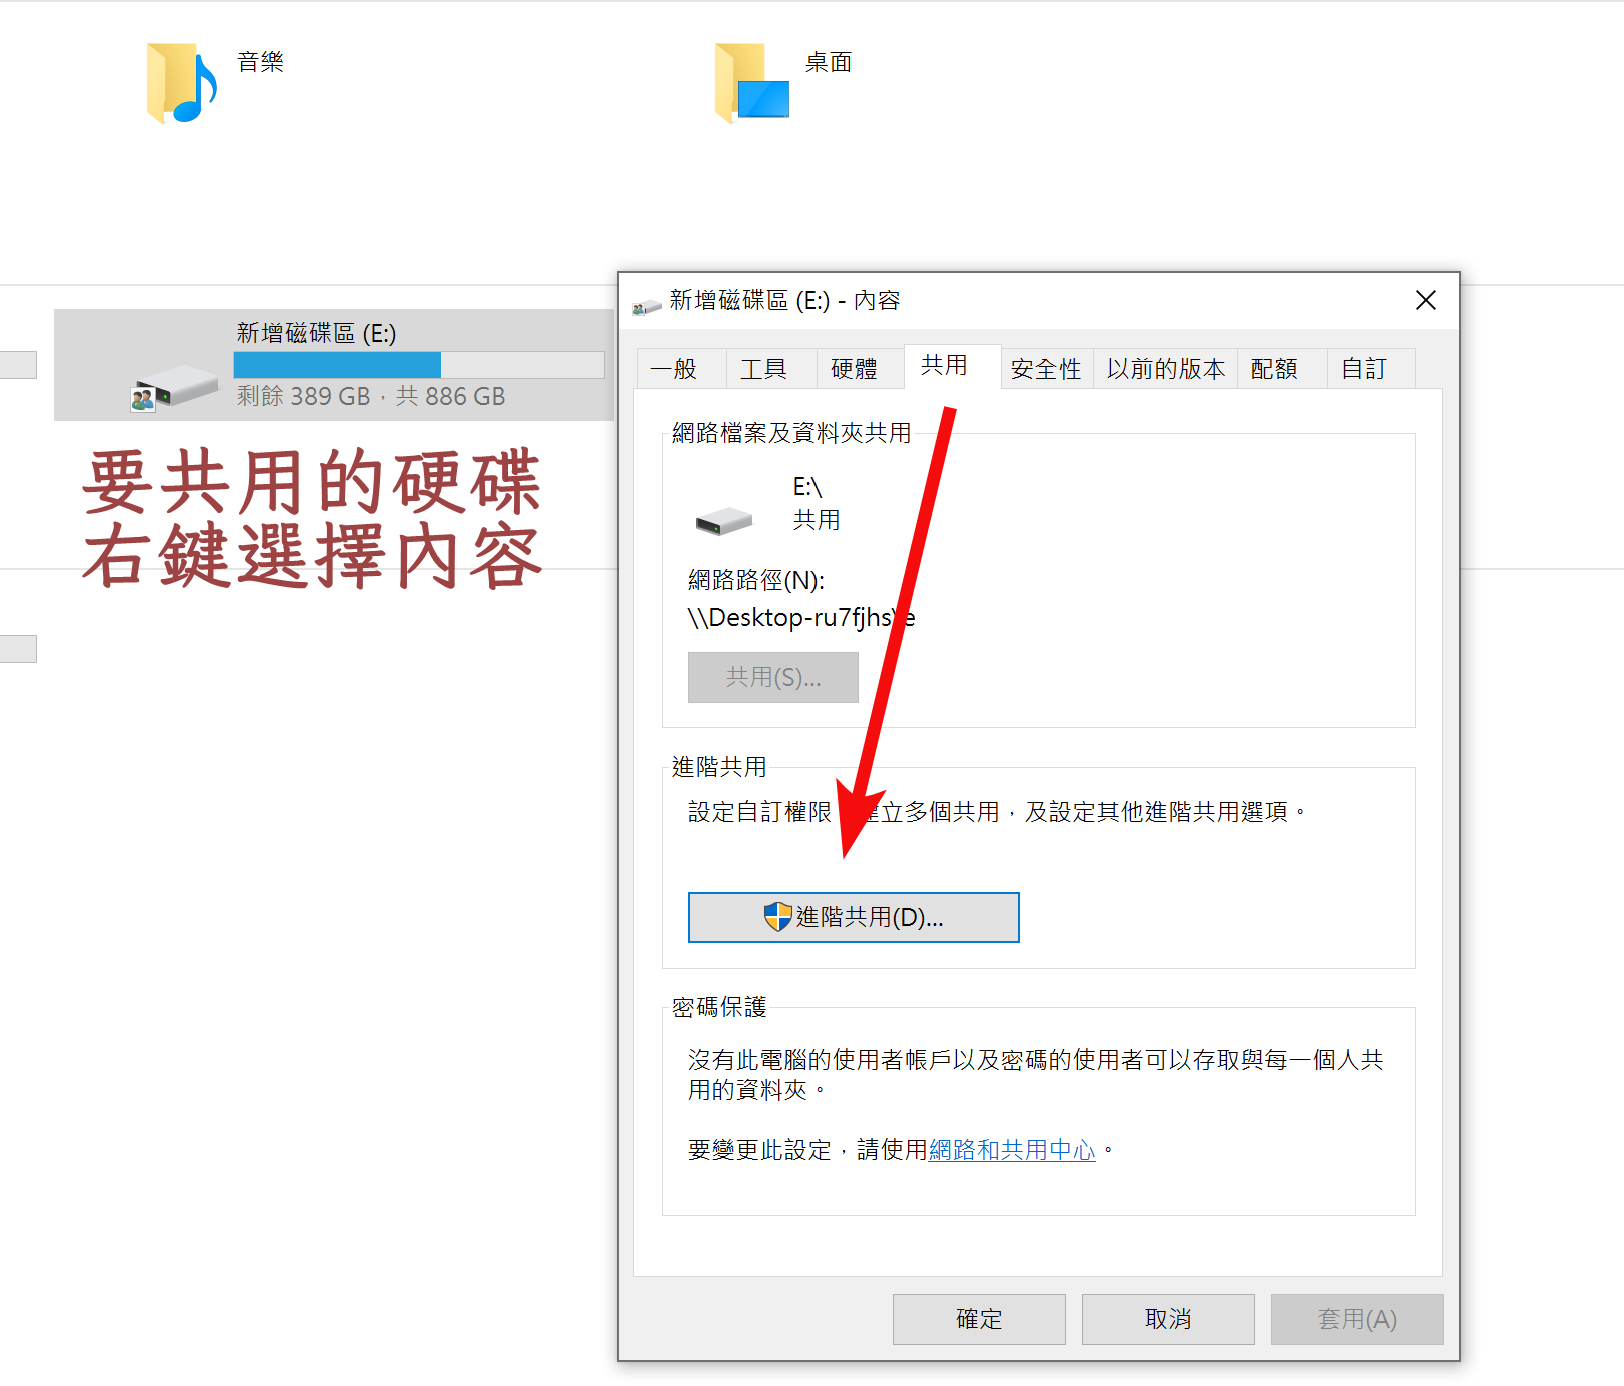 音樂
桌面
新增磁碟區 (E:)
剩餘 389 GB，共 886 GB
要共用的硬碟
右鍵選擇內容
新增磁碟區 (E:) - 內容
一般
工具
硬體
共用
安全性
以前的版本
配額
自訂
網路檔案及資料夾共用
E:\
共用
網路路徑(N):
\\Desktop-ru7fjhs\e
共用(S)...
進階共用
設定自訂權限，建立多個共用，及設定其他進階共用選項。
進階共用(D)...
密碼保護
沒有此電腦的使用者帳戶以及密碼的使用者可以存取與每一個人共
用的資料夾。
要變更此設定，請使用網路和共用中心。
確定
取消
套用(A)